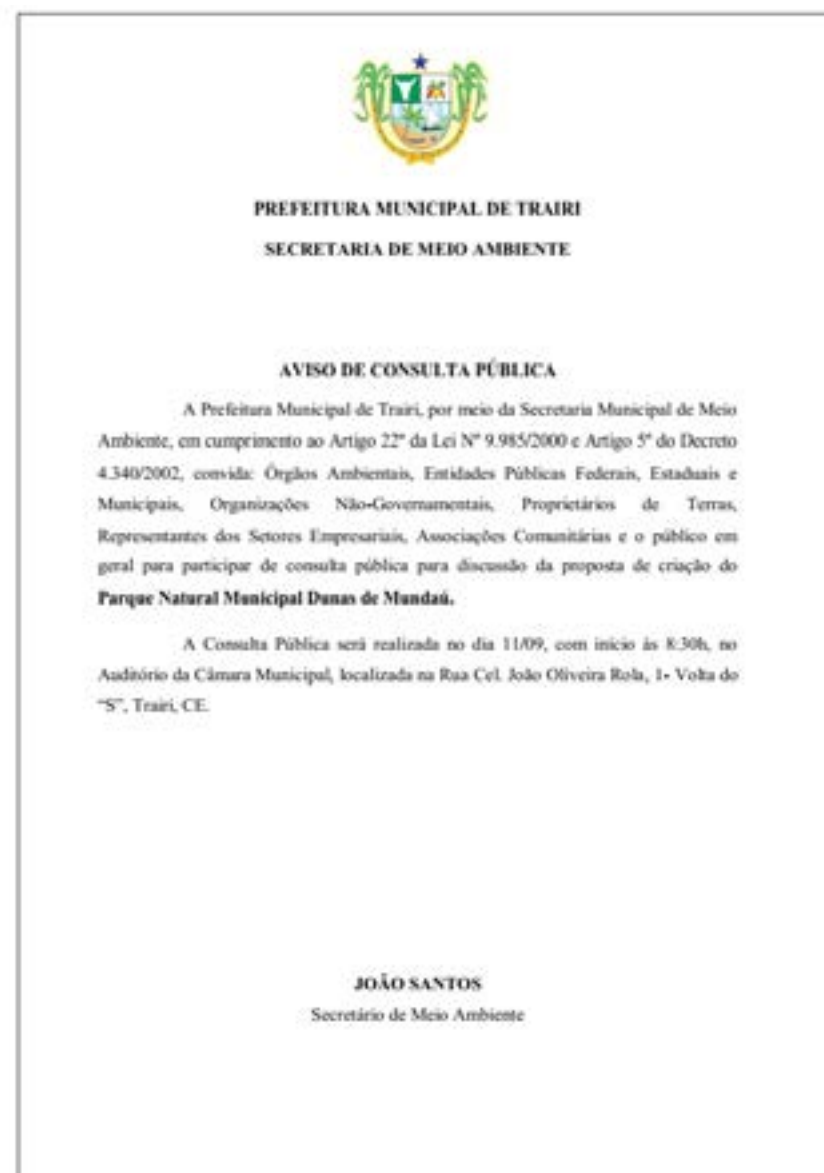 PREFEITURA MUNICIPAL DE TRAIRI
SECRETARIA DE MEIO AMBIENTE
AVISO DE CONSULTA PÚBLICA
A Prefeitura Municipal de Trairi, por meio da Secretaria Municipal de Meio
Ambiente, em cumprimento ao Artigo 22º da Lei Nº 9.985/2000 e Artigo 5º do Decreto
4.340/2002, convida: Órgãos Ambientais, Entidades Públicas Federais, Estaduais e
Municipais, Organizações Não-Governamentais, Proprietários de Terras,
Representantes dos Setores Empresariais, Associações Comunitárias e o público em
geral para participar de consulta pública para discussão da proposta de criação do
Parque Natural Municipal Dunas de Mundaú.
A Consulta Pública será realizada no dia 11/09, com início às 8:30h, no
Auditório da Câmara Municipal, localizada na Rua Cel. João Oliveira Rola, 1- Volta do
“S”, Trairi, CE.
JOÃO SANTOS
Secretário de Meio Ambiente